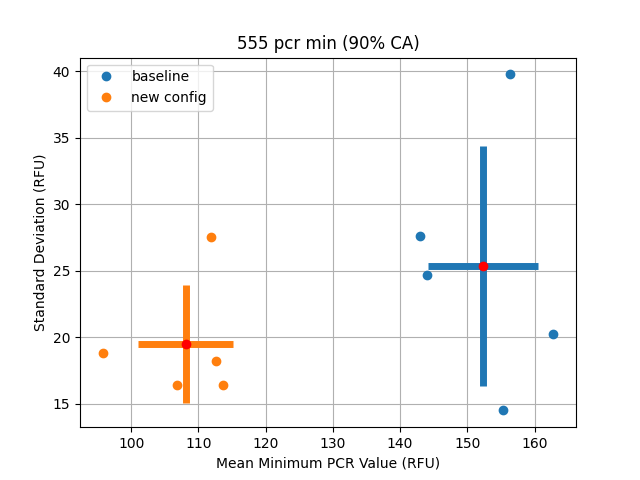 555 pcr min (90% CA)
baseline
new config
40
35
30
25
20
15
Standard Deviation (RFU)
100
110
120
130
140
150
160
Mean Minimum PCR Value (RFU)